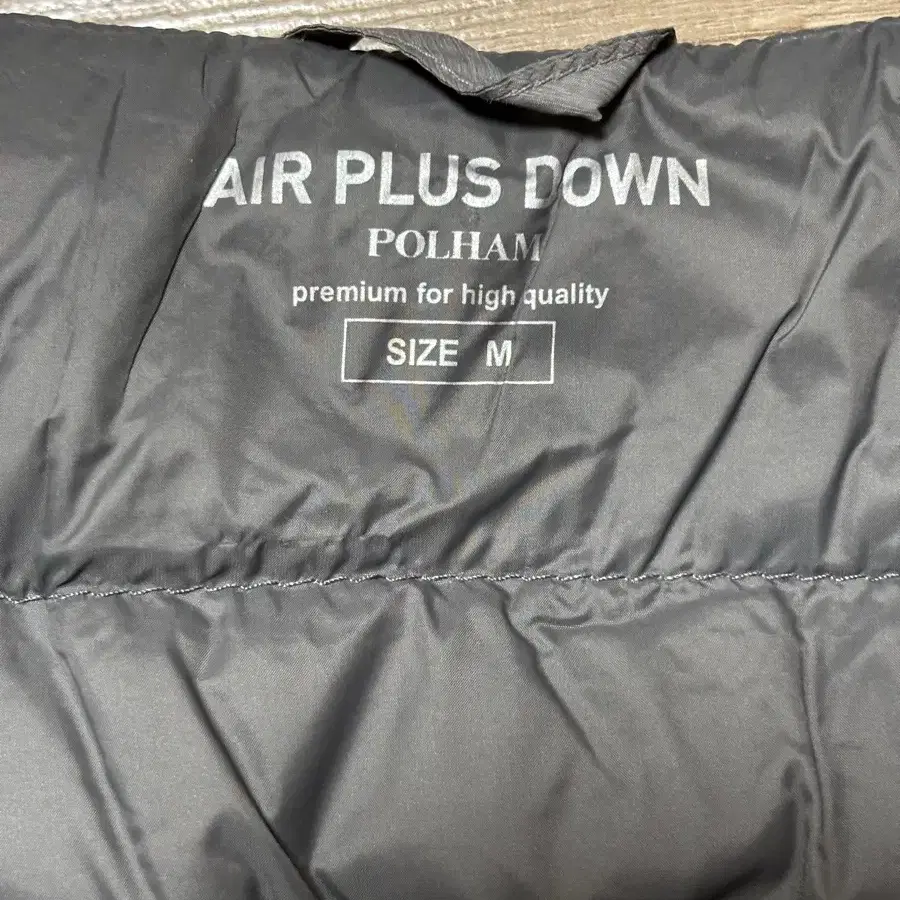 AIR PLUS DOWN
POLHAM
premium for high quality
SIZE M